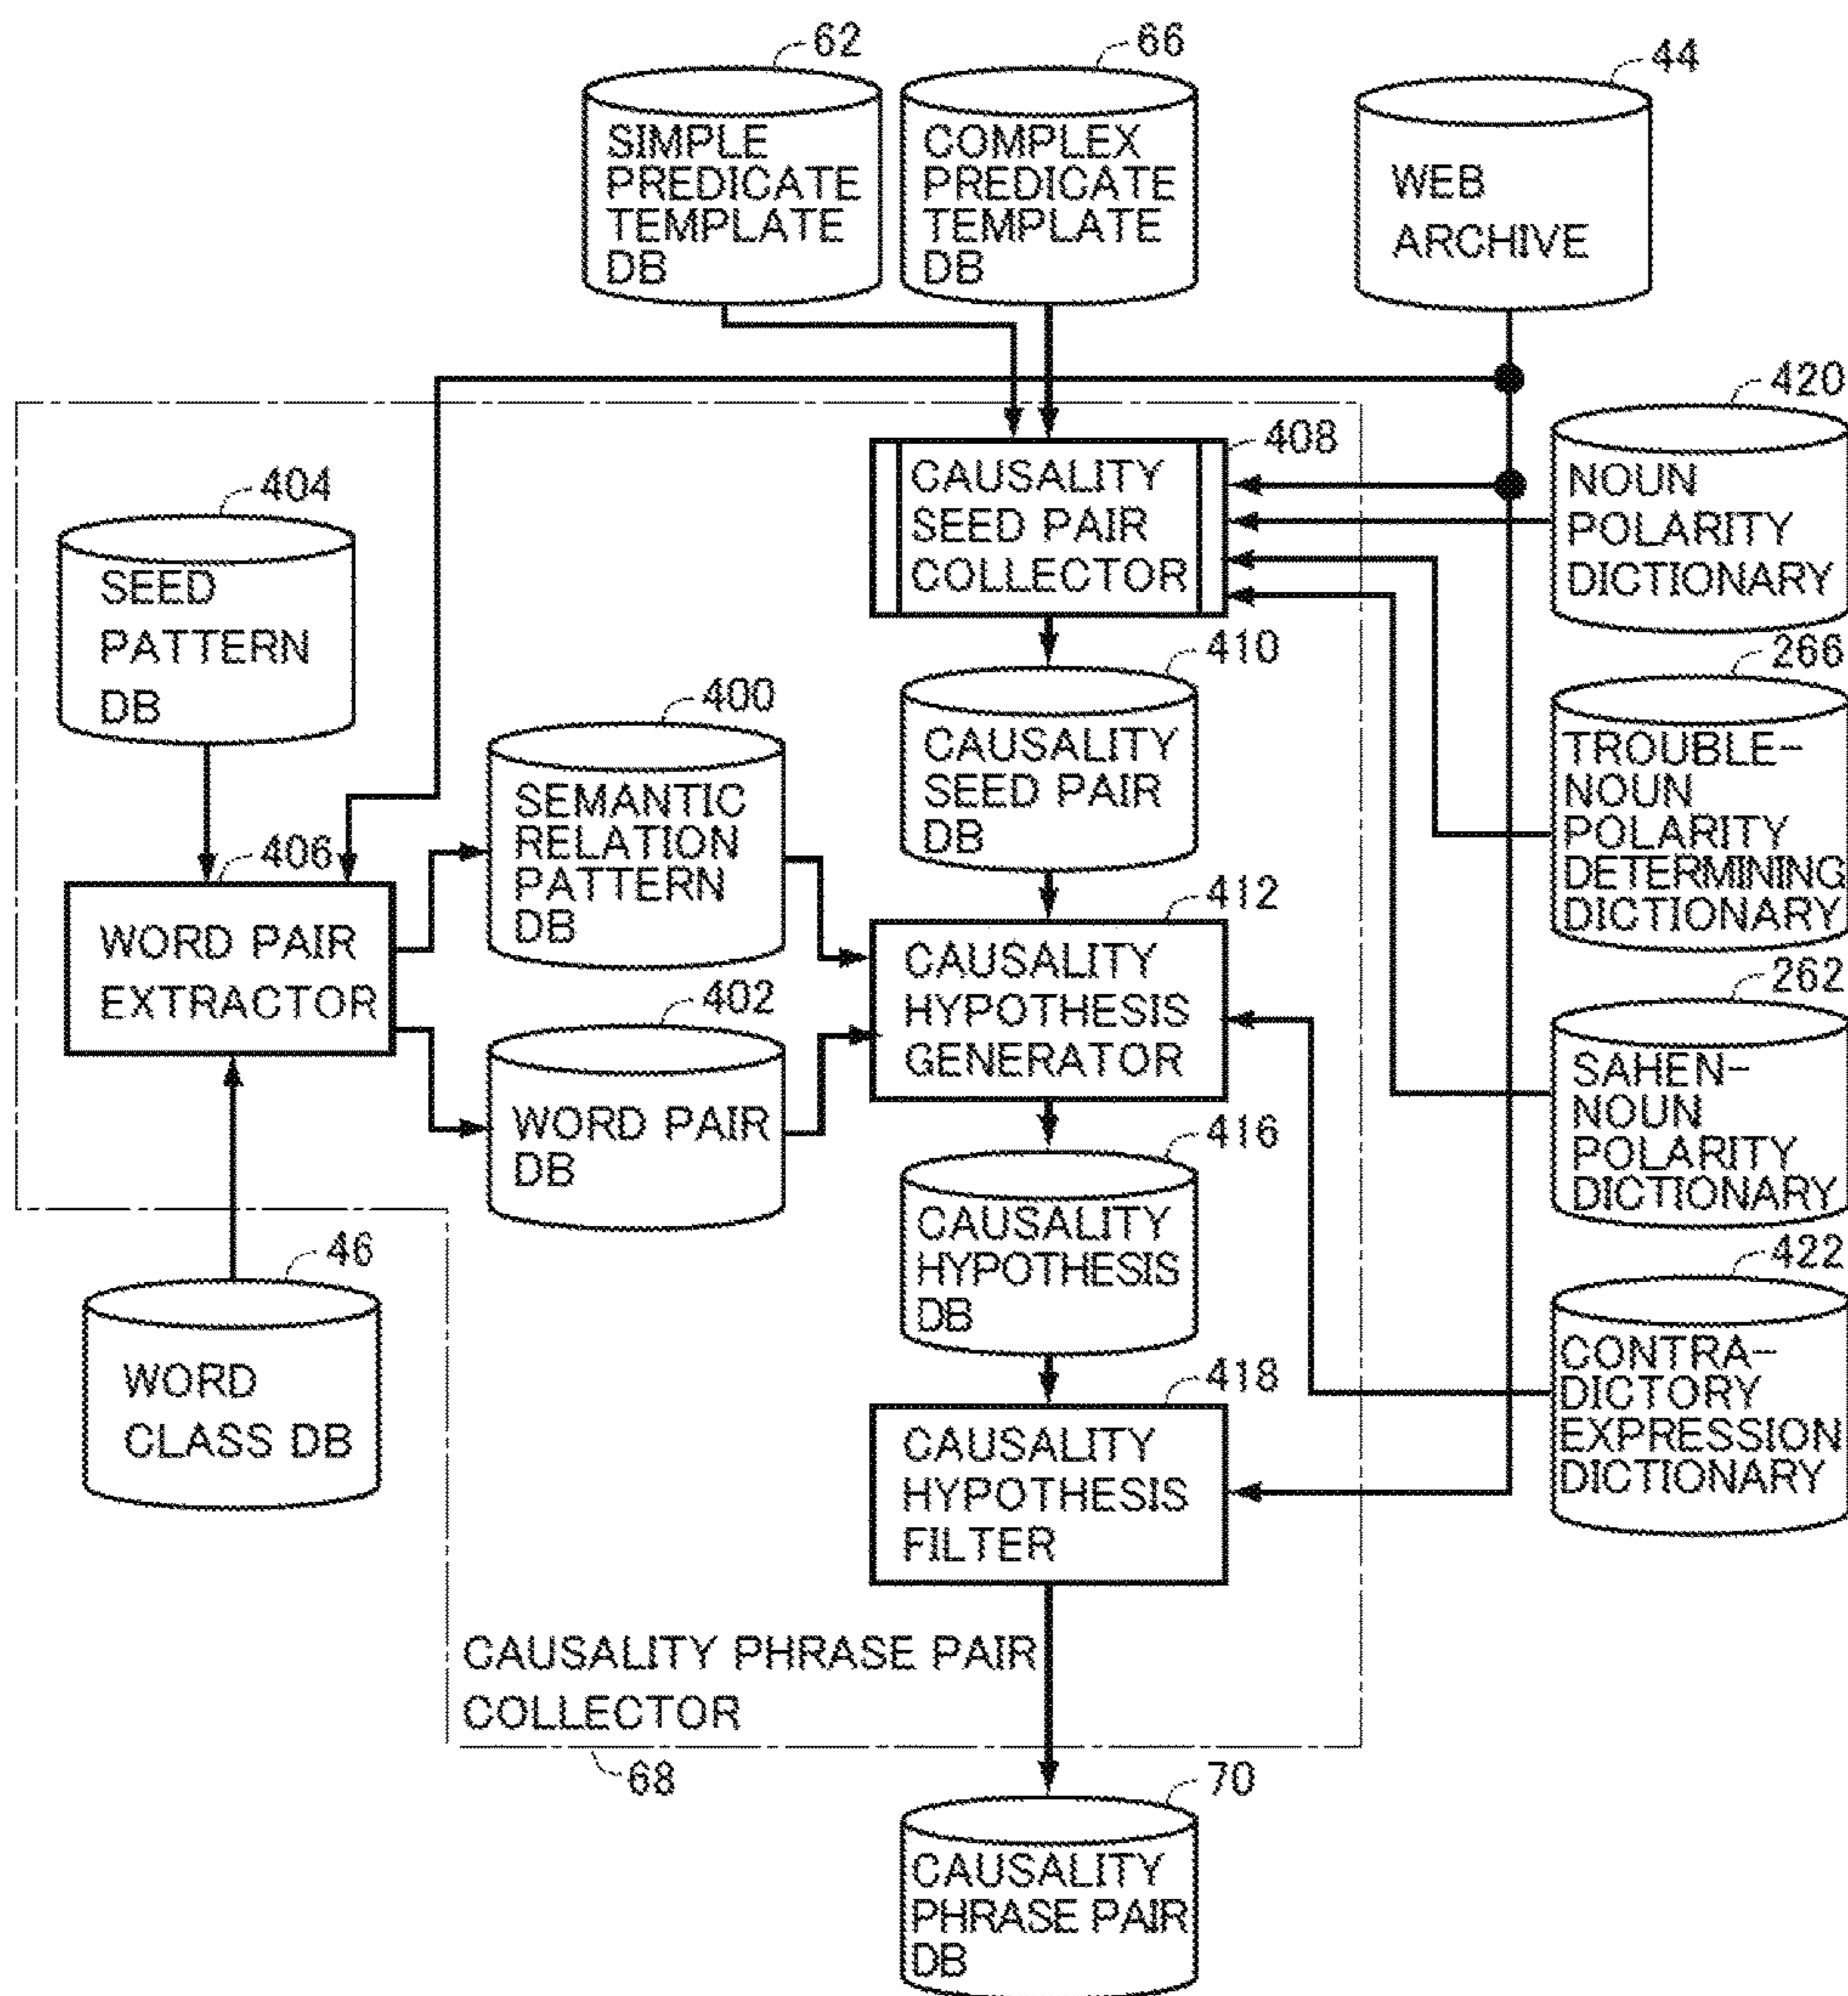 62
66
44
SIMPLE
PREDICATE
TEMPLATE
DB
COMPLEX
PREDICATE
TEMPLATE
DB
WEB
ARCHIVE
420
NOUN
POLARITY
DICTIONARY
408
CAUSALITY
SEED PAIR
COLLECTOR
404
SEED
PATTERN
DB
410
CAUSALITY
SEED PAIR
DB
266
TROUBLE-
NOUN
POLARITY
DETERMINING
DICTIONARY
400
SEMANTIC
RELATION
PATTERN
DB
406
WORD PAIR
EXTRACTOR
412
CAUSALITY
HYPOTHESIS
GENERATOR
402
WORD PAIR
DB
262
SAHEN-
NOUN
POLARITY
DICTIONARY
416
CAUSALITY
HYPOTHESIS
DB
46
WORD
CLASS DB
422
CONTRA-
DICTORY
EXPRESSION
DICTIONARY
418
CAUSALITY
HYPOTHESIS
FILTER
CAUSALITY PHRASE PAIR
COLLECTOR
68
70
CAUSALITY
PHRASE PAIR
DB